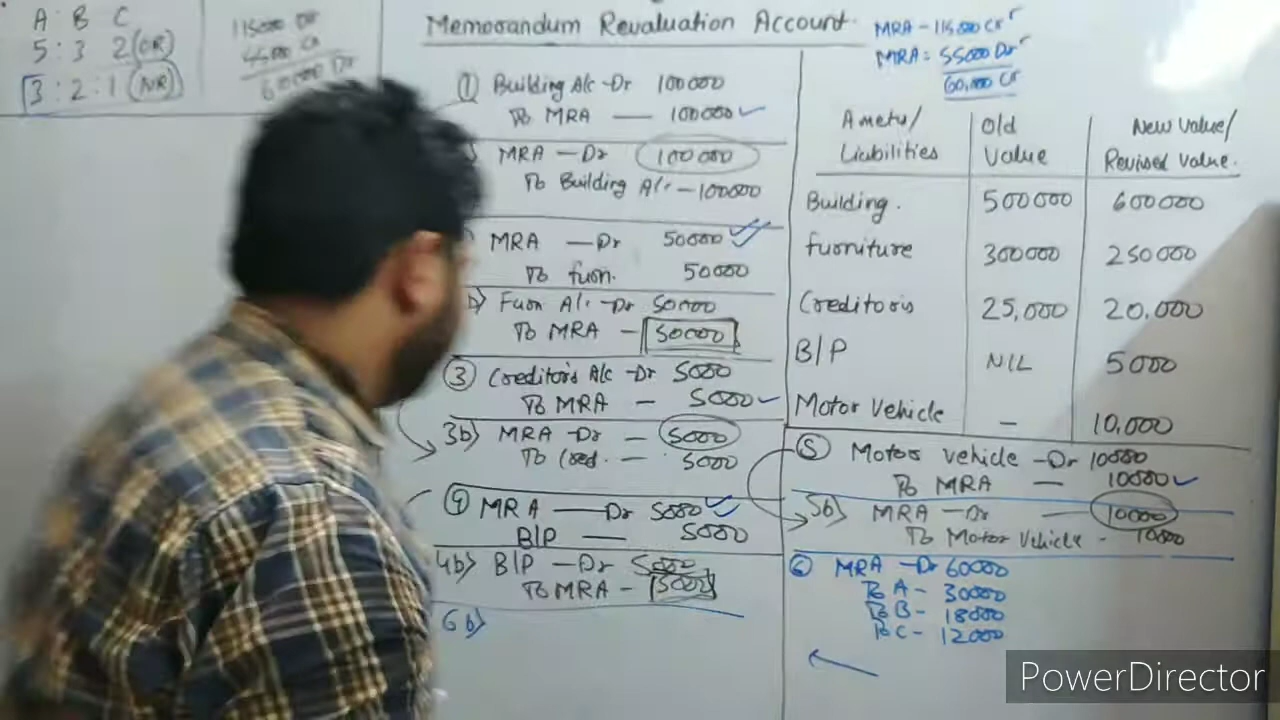 A : B C
5 : 3 2 (OR)
3 : 2 : 1 (NR)
115000 Dr
55000 Cr
60000 Dr
Memorandum Revaluation Account
MRA - 115000 Cr
MRA = 55000 Dr
60,000 Cr
① Building A/c - Dr 100000
To MRA — 100000 ✓
MRA - Dr 100000
To Building A/c - 100000
MRA — Dr 50000
To furn. 50000
Furn A/c - Dr 50000
To MRA - 50000
③ Creditors A/c - Dr 5000
To MRA - 5000 ✓
3b) MRA - Dr - 5000
To Cred. - 5000
④ MRA — Dr 5000 ✓
B/P — 5000
4b) B/P - Dr 5000
To MRA - 5000
6b)
Assets/ Old New Value/
Liabilities Value Revised Value.
Building. 500000 600000
furniture 300000 250000
Creditors 25,000 20,000
B/P NIL 5000
Motor Vehicle - 10,000
⑤ Motor vehicle - Dr 10000
To MRA — 10000 ✓
5b) MRA - Dr — 10000
To Motor Vehicle - 10000
⑥ MRA - Dr 60000
To A - 30000
To B - 18000
To C - 12000
PowerDirector